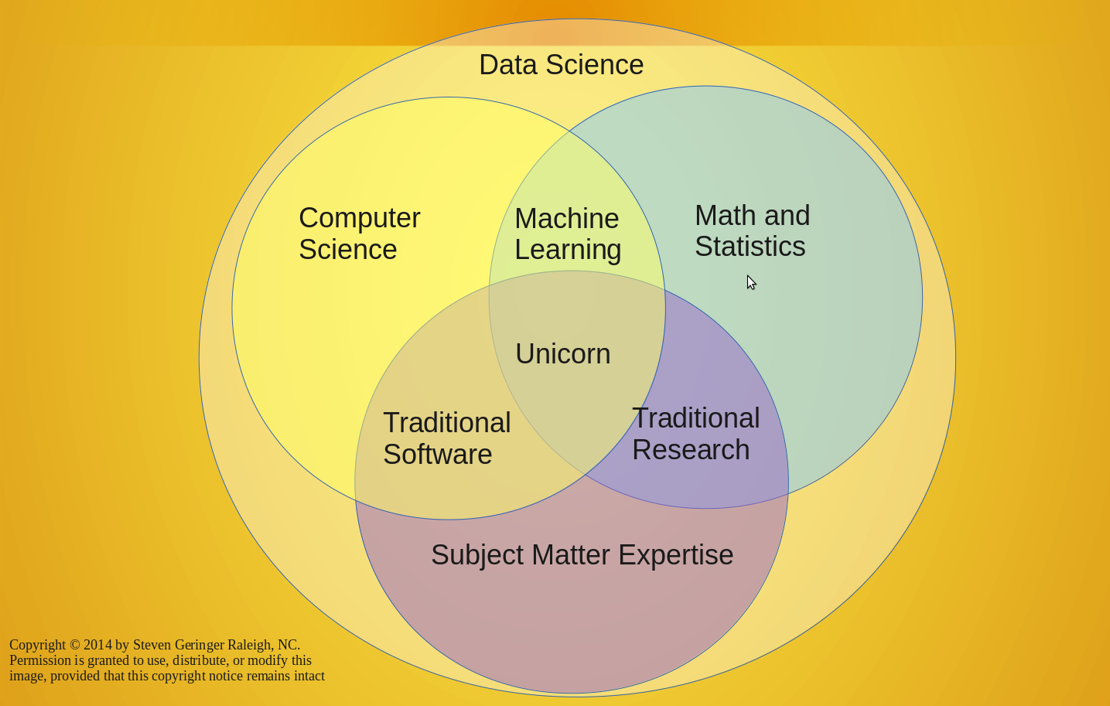 Data Science
Computer
Science
Machine
Learning
Math and
Statistics
Unicorn
Traditional
Software
Traditional
Research
Subject Matter Expertise
Copyright © 2014 by Steven Geringer Raleigh, NC.
Permission is granted to use, distribute, or modify this
image, provided that this copyright notice remains intact